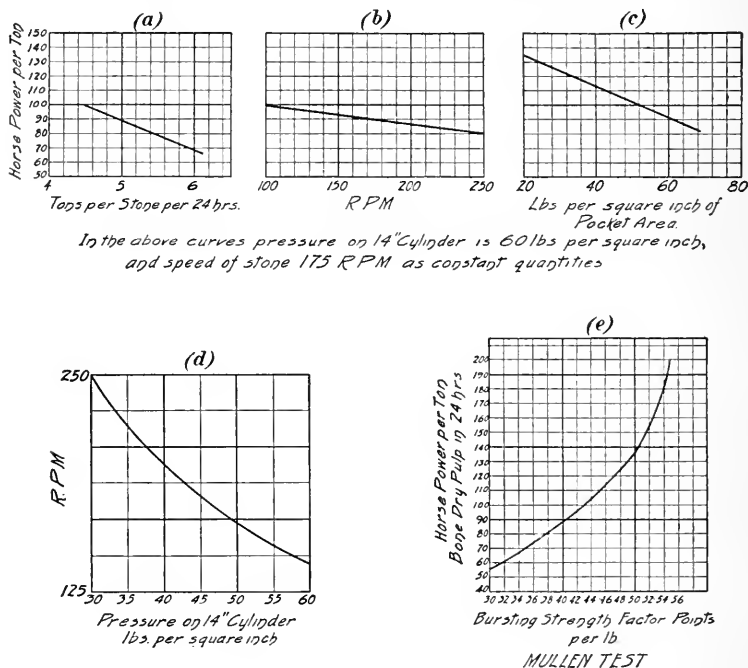 (a)
(b)
(c)
Horse Power per Ton
150
140
130
120
110
100
90
80
70
60
50
4
5
6
Tons per Stone per 24 hrs.
100
150
200
250
RPM
20
40
60
80
Lbs per square inch of
Pocket Area.
In the above curves pressure on 14" Cylinder is 60 lbs per square inch,
and speed of stone 175 RPM as constant quantities
(d)
250
R.P.M
125
30
35
40
45
50
55
60
Pressure on 14" Cylinder
lbs. per square inch
(e)
Horse Power per Ton
Bone Dry Pulp in 24 hrs
200
190
180
170
160
150
140
130
120
110
100
90
80
70
60
50
40
30 32 34 36 38 40 42 44 46 48 50 52 54 56
Bursting Strength Factor Points
per lb.
MULLEN TEST